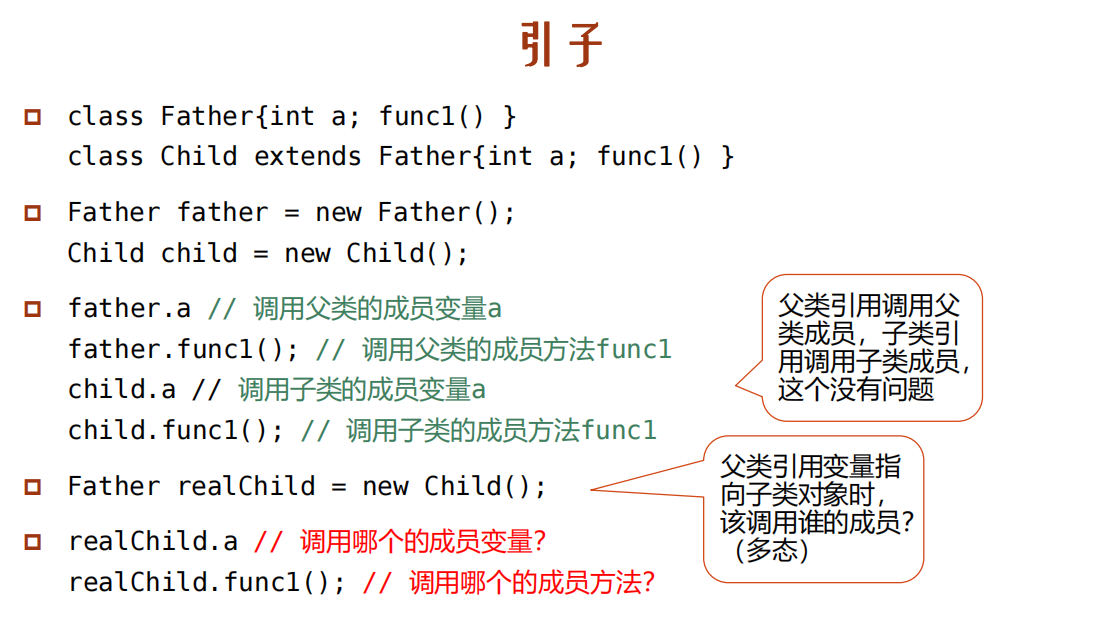 引子
class Father{int a; func1() }
class Child extends Father{int a; func1() }
Father father = new Father();
Child child = new Child();
father.a // 调用父类的成员变量a
father.func1(); // 调用父类的成员方法func1
child.a // 调用子类的成员变量a
child.func1(); // 调用子类的成员方法func1
父类引用调用父
类成员，子类引
用调用子类成员，
这个没有问题
Father realChild = new Child();
父类引用变量指
向子类对象时，
该调用谁的成员？
（多态）
realChild.a // 调用哪个的成员变量？
realChild.func1(); // 调用哪个的成员方法？